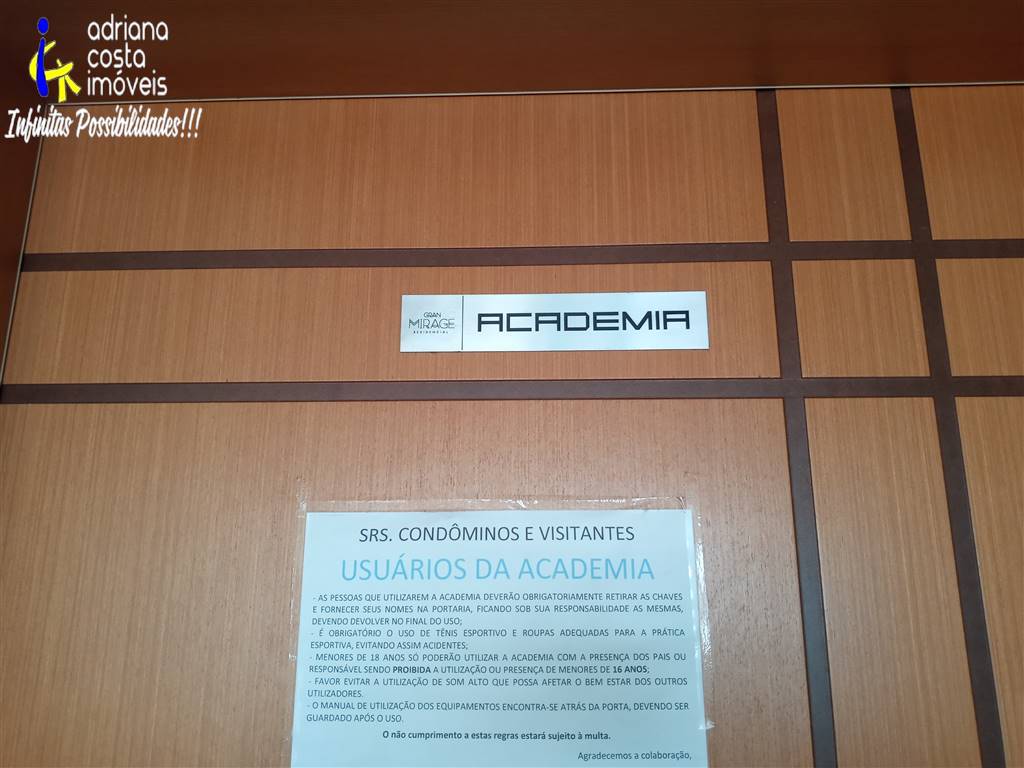 adriana
costa
imóveis
Infinitas Possibilidades!!!
GRAN
MIRAGE
RESIDENCIAL
ACADEMIA
SRS. CONDÔMINOS E VISITANTES
USUÁRIOS DA ACADEMIA
- AS PESSOAS QUE UTILIZAREM A ACADEMIA DEVERÃO OBRIGATORIAMENTE RETIRAR AS CHAVES
E FORNECER SEUS NOMES NA PORTARIA, FICANDO SOB SUA RESPONSABILIDADE AS MESMAS,
DEVENDO DEVOLVER NO FINAL DO USO;
- É OBRIGATÓRIO O USO DE TÊNIS ESPORTIVO E ROUPAS ADEQUADAS PARA A PRÁTICA
ESPORTIVA, EVITANDO ASSIM ACIDENTES;
- MENORES DE 18 ANOS SÓ PODERÃO UTILIZAR A ACADEMIA COM A PRESENÇA DOS PAIS OU
RESPONSÁVEL SENDO PROIBIDA A UTILIZAÇÃO OU PRESENÇA DE MENORES DE 16 ANOS;
- FAVOR EVITAR A UTILIZAÇÃO DE SOM ALTO QUE POSSA AFETAR O BEM ESTAR DOS OUTROS
UTILIZADORES.
- O MANUAL DE UTILIZAÇÃO DOS EQUIPAMENTOS ENCONTRA-SE ATRÁS DA PORTA, DEVENDO SER
GUARDADO APÓS O USO.
O não cumprimento a estas regras estará sujeito à multa.
Agradecemos a colaboração,